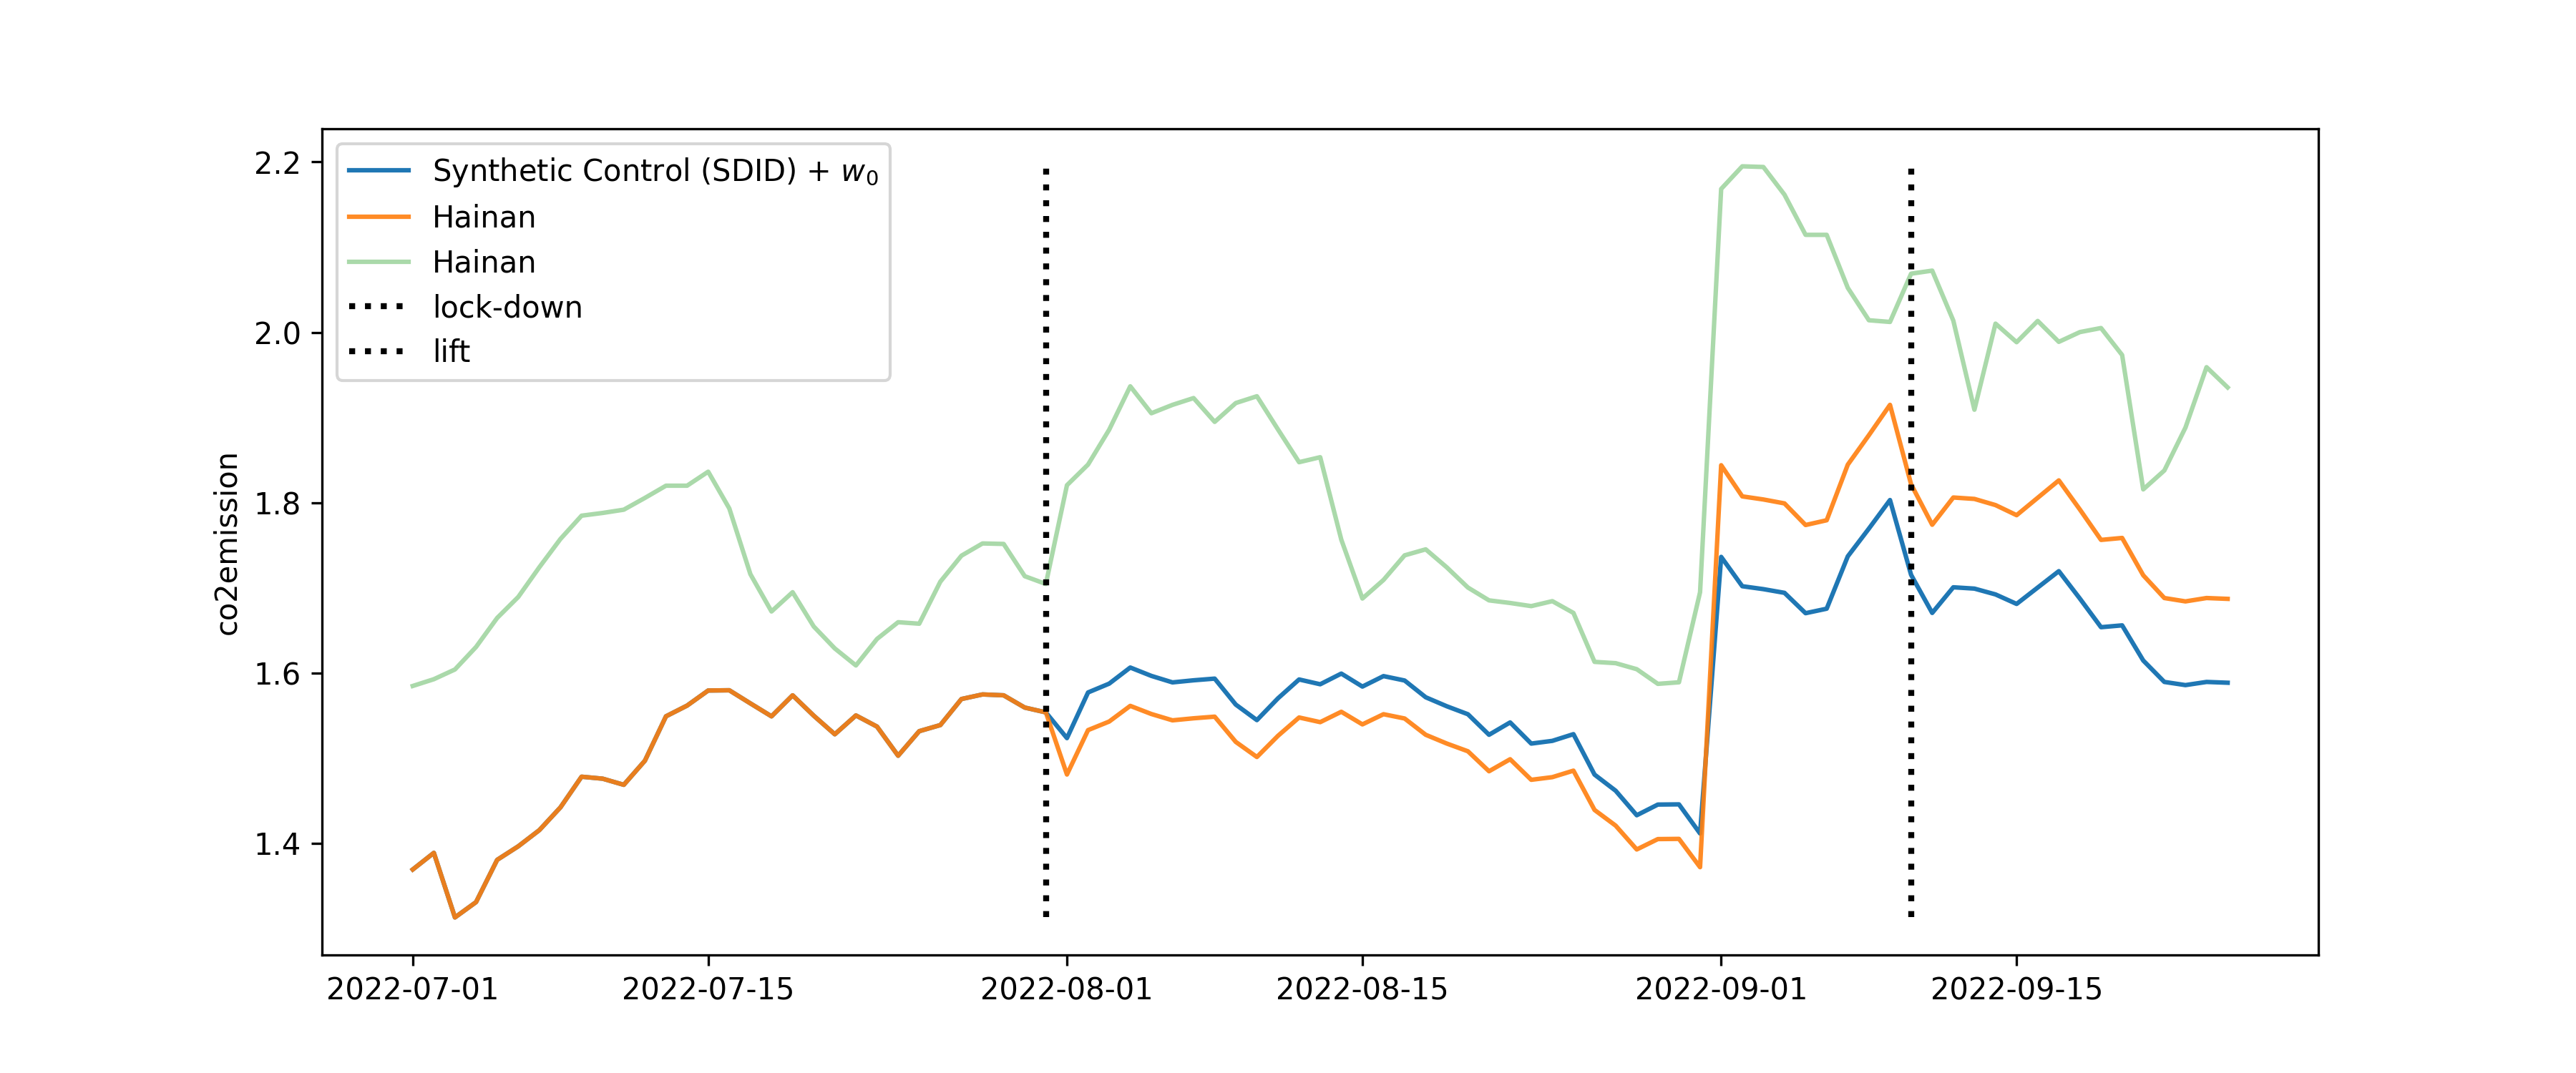 2.2
2.0
1.8
1.6
1.4
co2emission
Synthetic Control (SDID) + w₀
Hainan
Hainan
lock-down
lift
2022-07-01 2022-07-15 2022-08-01 2022-08-15 2022-09-01 2022-09-15